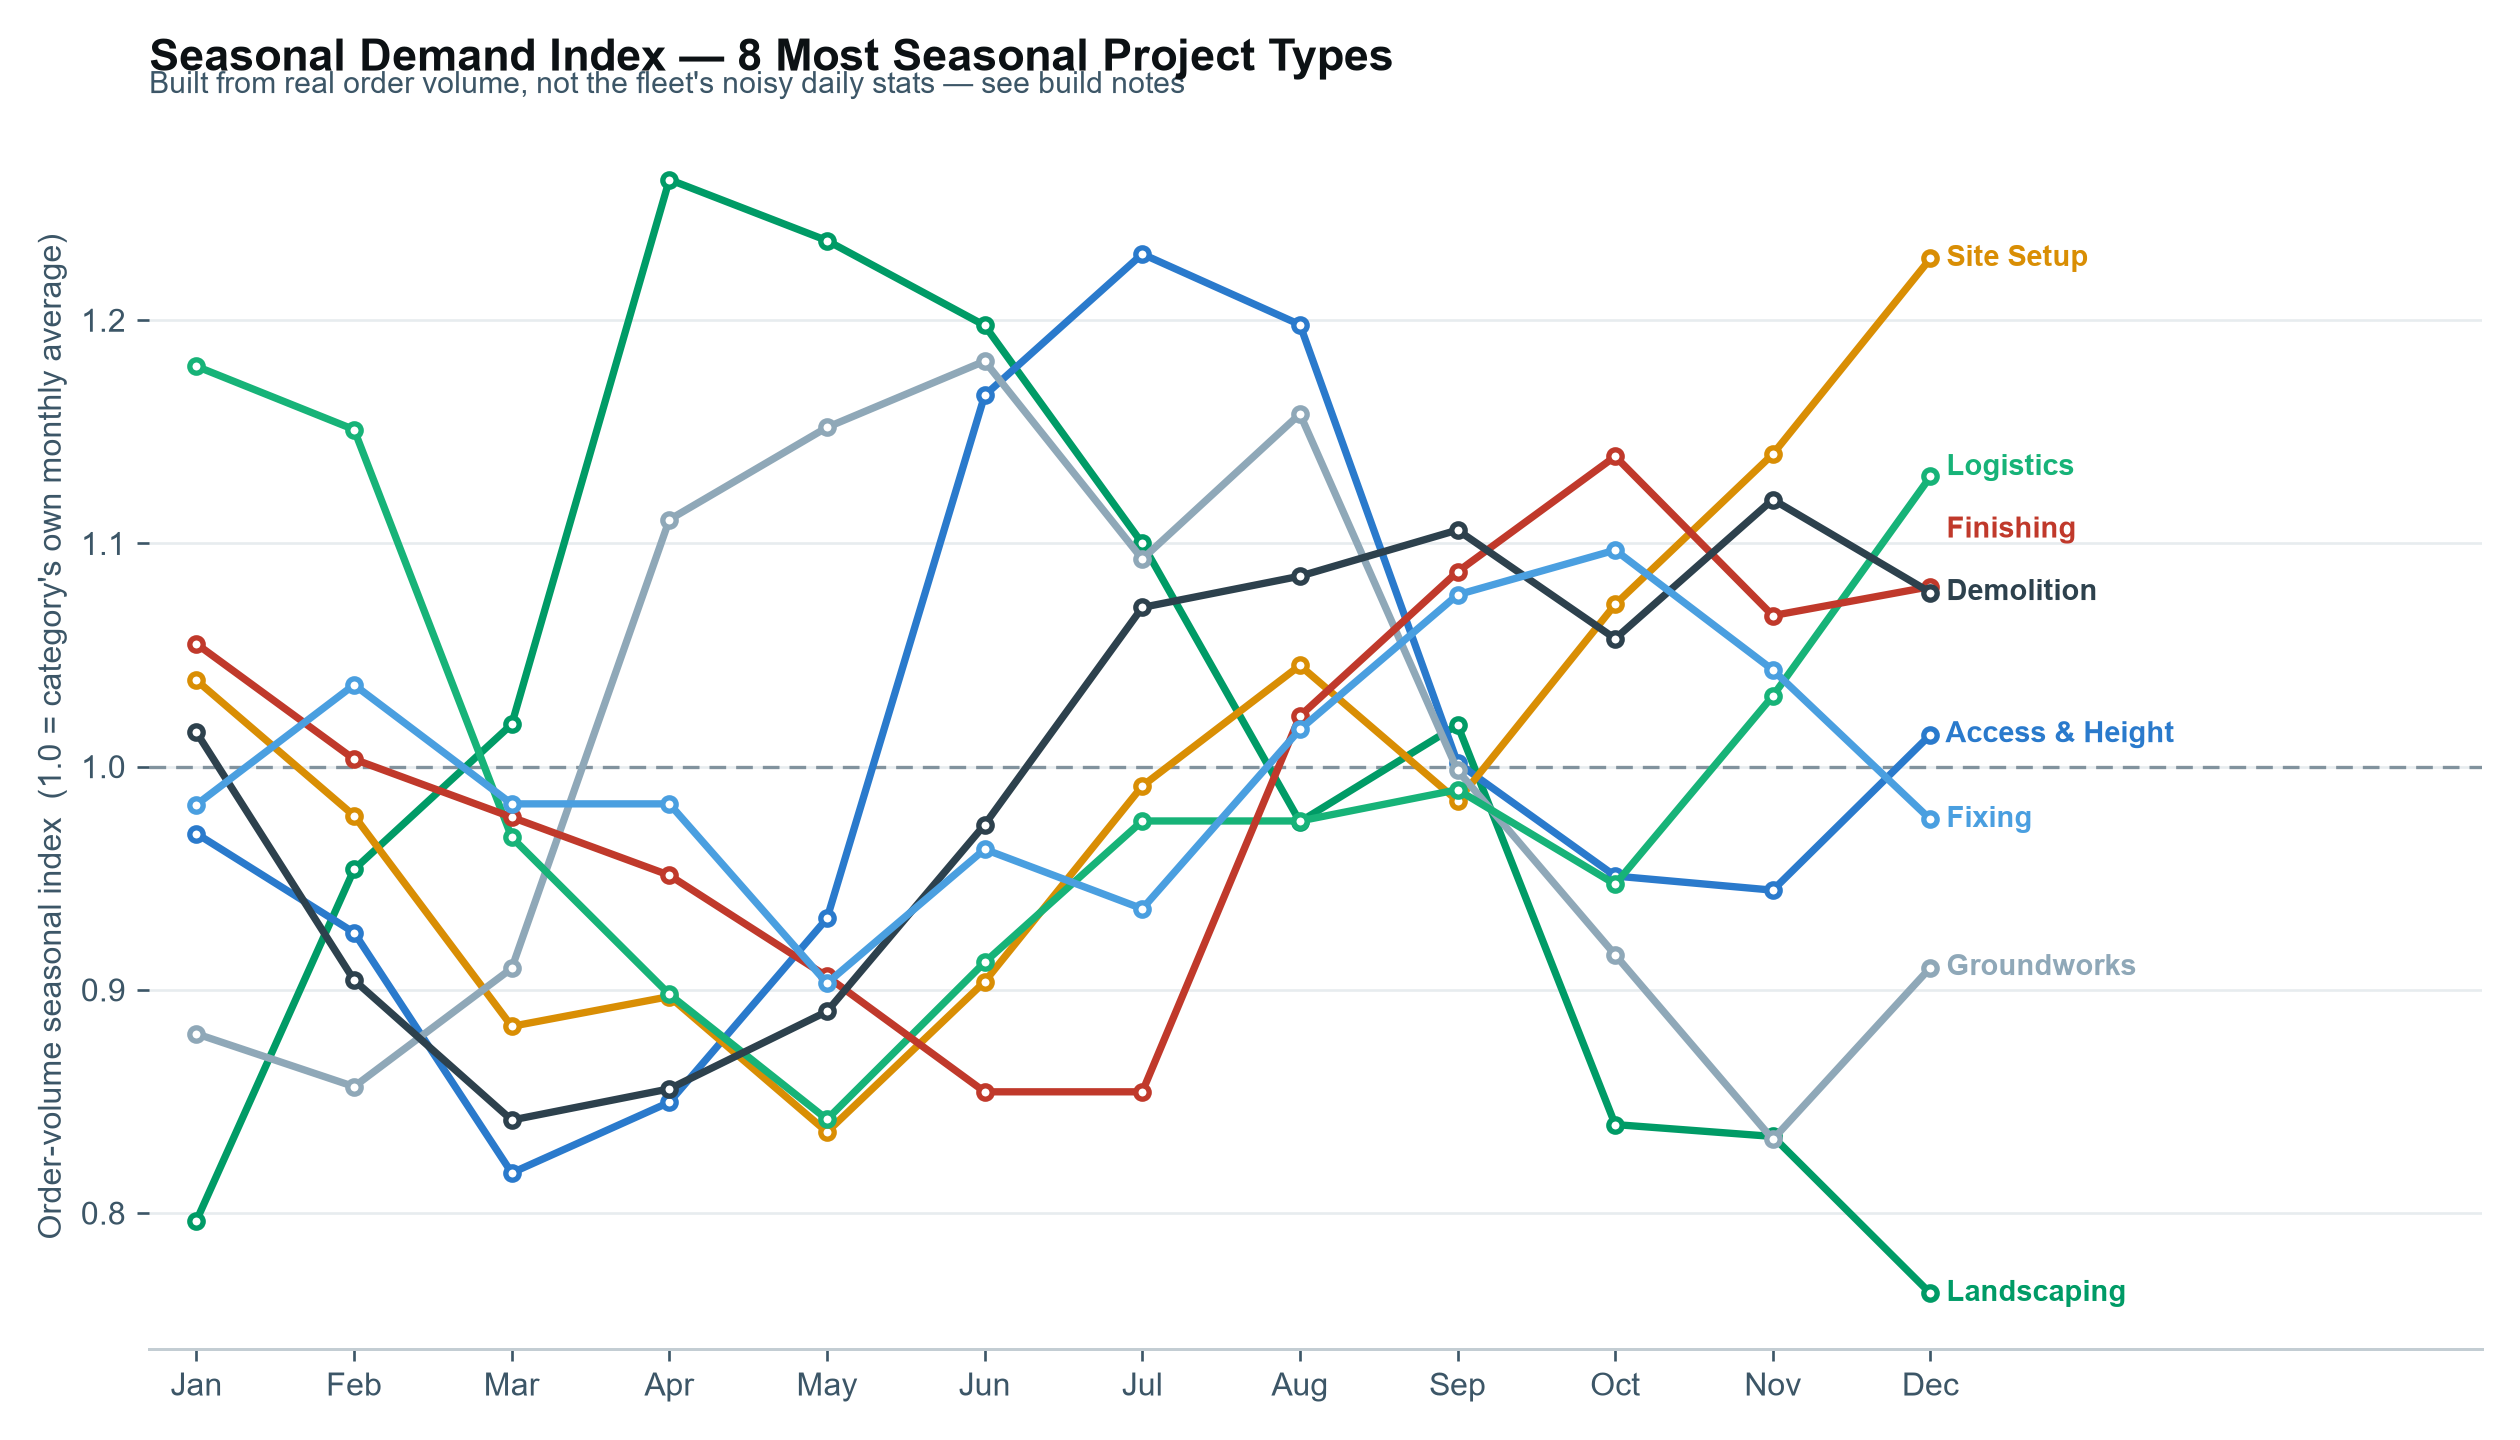 Seasonal Demand Index — 8 Most Seasonal Project Types
Built from real order volume, not the fleet's noisy daily stats — see build notes
Order-volume seasonal index (1.0 = category's own monthly average)
1.2
1.1
1.0
0.9
0.8
Site Setup
Logistics
Finishing
Demolition
Access & Height
Fixing
Groundworks
Landscaping
Jan Feb Mar Apr May Jun Jul Aug Sep Oct Nov Dec